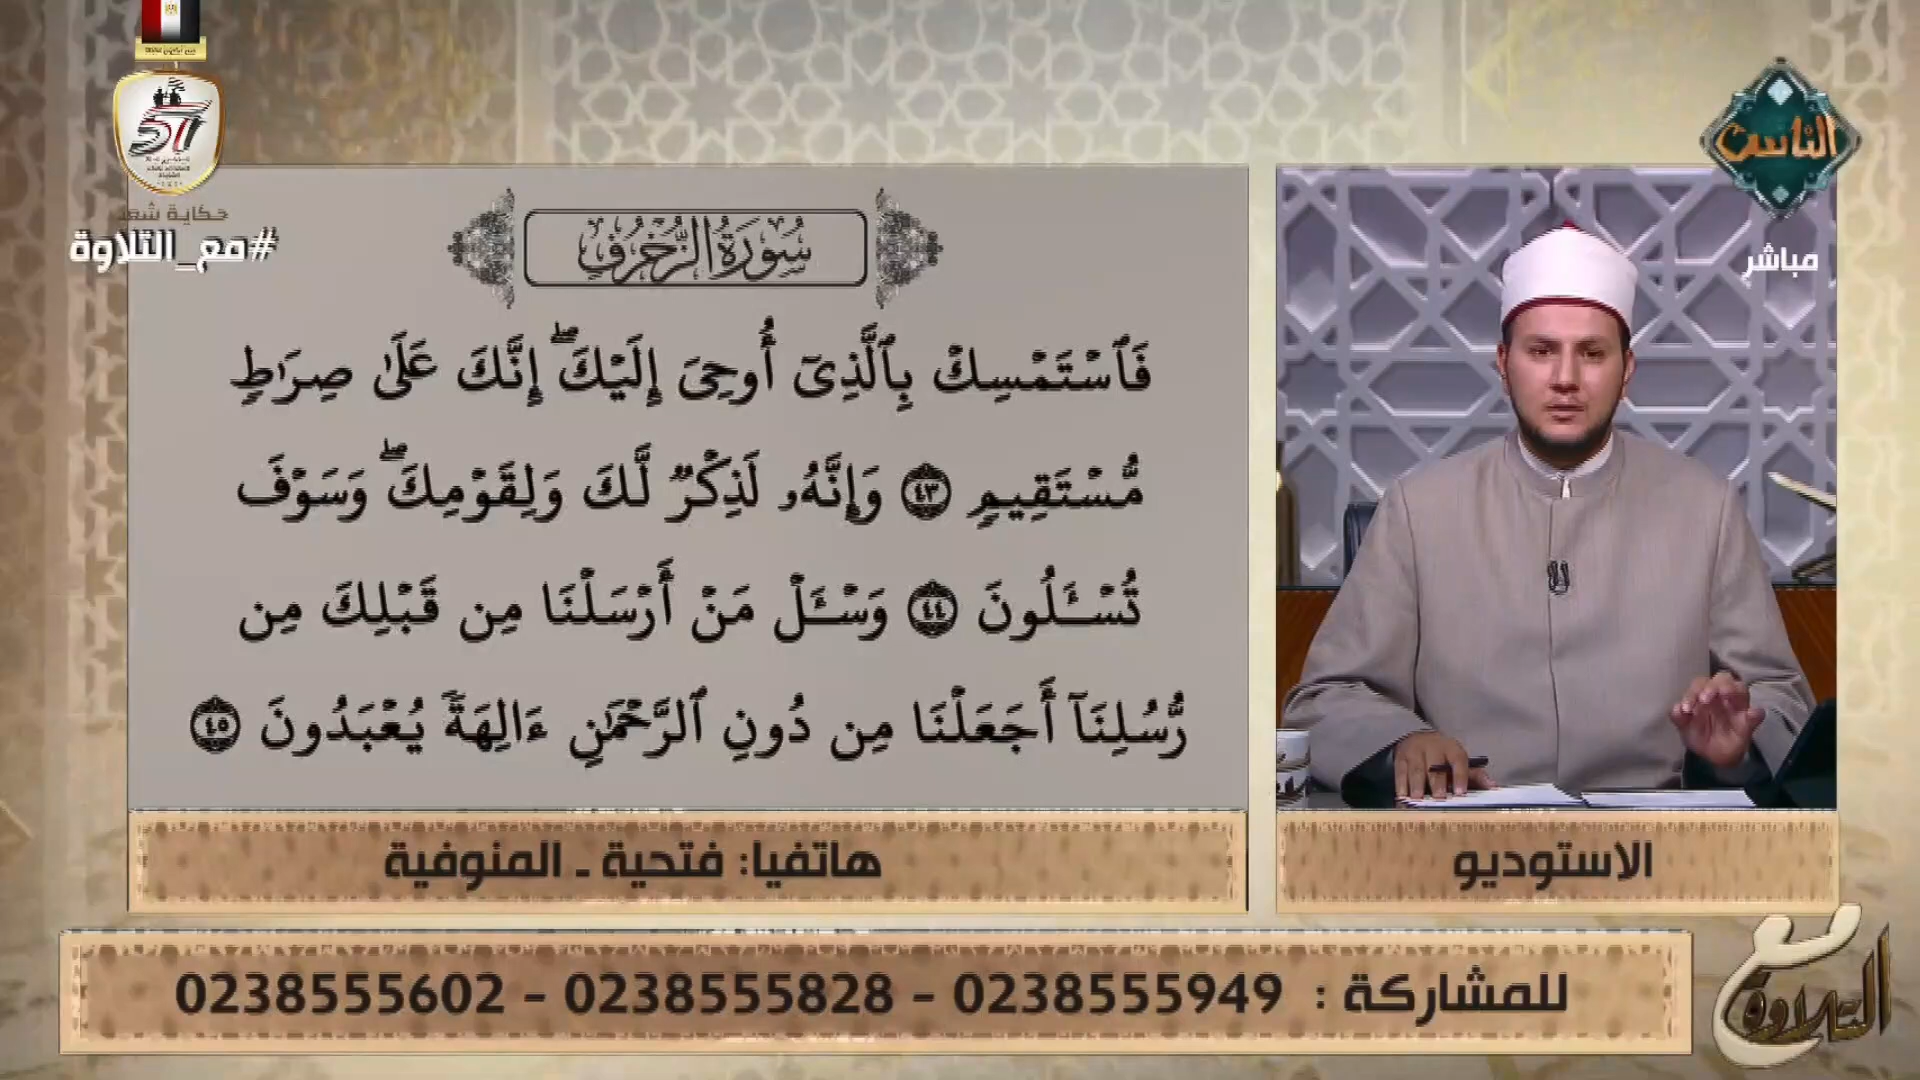 57
حكاية شعب
#مع_التلاوة
الناس
مباشر
سُورَةُ الزُّخْرُفِ
فَٱسْتَمْسِكْ بِٱلَّذِىٓ أُوحِىَ إِلَيْكَ ۖ إِنَّكَ عَلَىٰ صِرَٰطٍ
مُّسْتَقِيمٍ ٤٣ وَإِنَّهُۥ لَذِكْرٌ لَّكَ وَلِقَوْمِكَ ۖ وَسَوْفَ
تُسْـَٔلُونَ ٤٤ وَسْـَٔلْ مَنْ أَرْسَلْنَا مِن قَبْلِكَ مِن
رُّسُلِنَآ أَجَعَلْنَا مِن دُونِ ٱلرَّحْمَٰنِ ءَالِهَةً يُعْبَدُونَ ٤٥
هاتفيا: فتحية - المنوفية
الاستوديو
للمشاركة : 0238555949 - 0238555828 - 0238555602
مع التلاوة